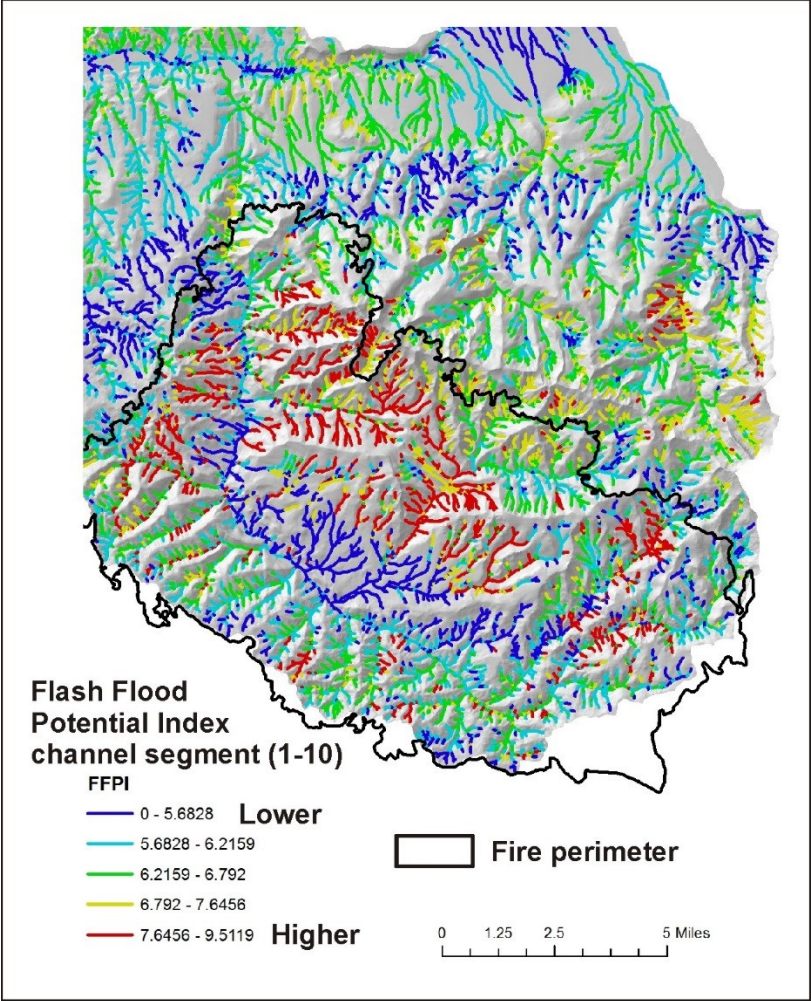 Flash Flood
Potential Index
channel segment (1-10)
FFPI
0 - 5.6828 Lower
5.6828 - 6.2159
6.2159 - 6.792
6.792 - 7.6456
7.6456 - 9.5119 Higher
Fire perimeter
0 1.25 2.5 5 Miles